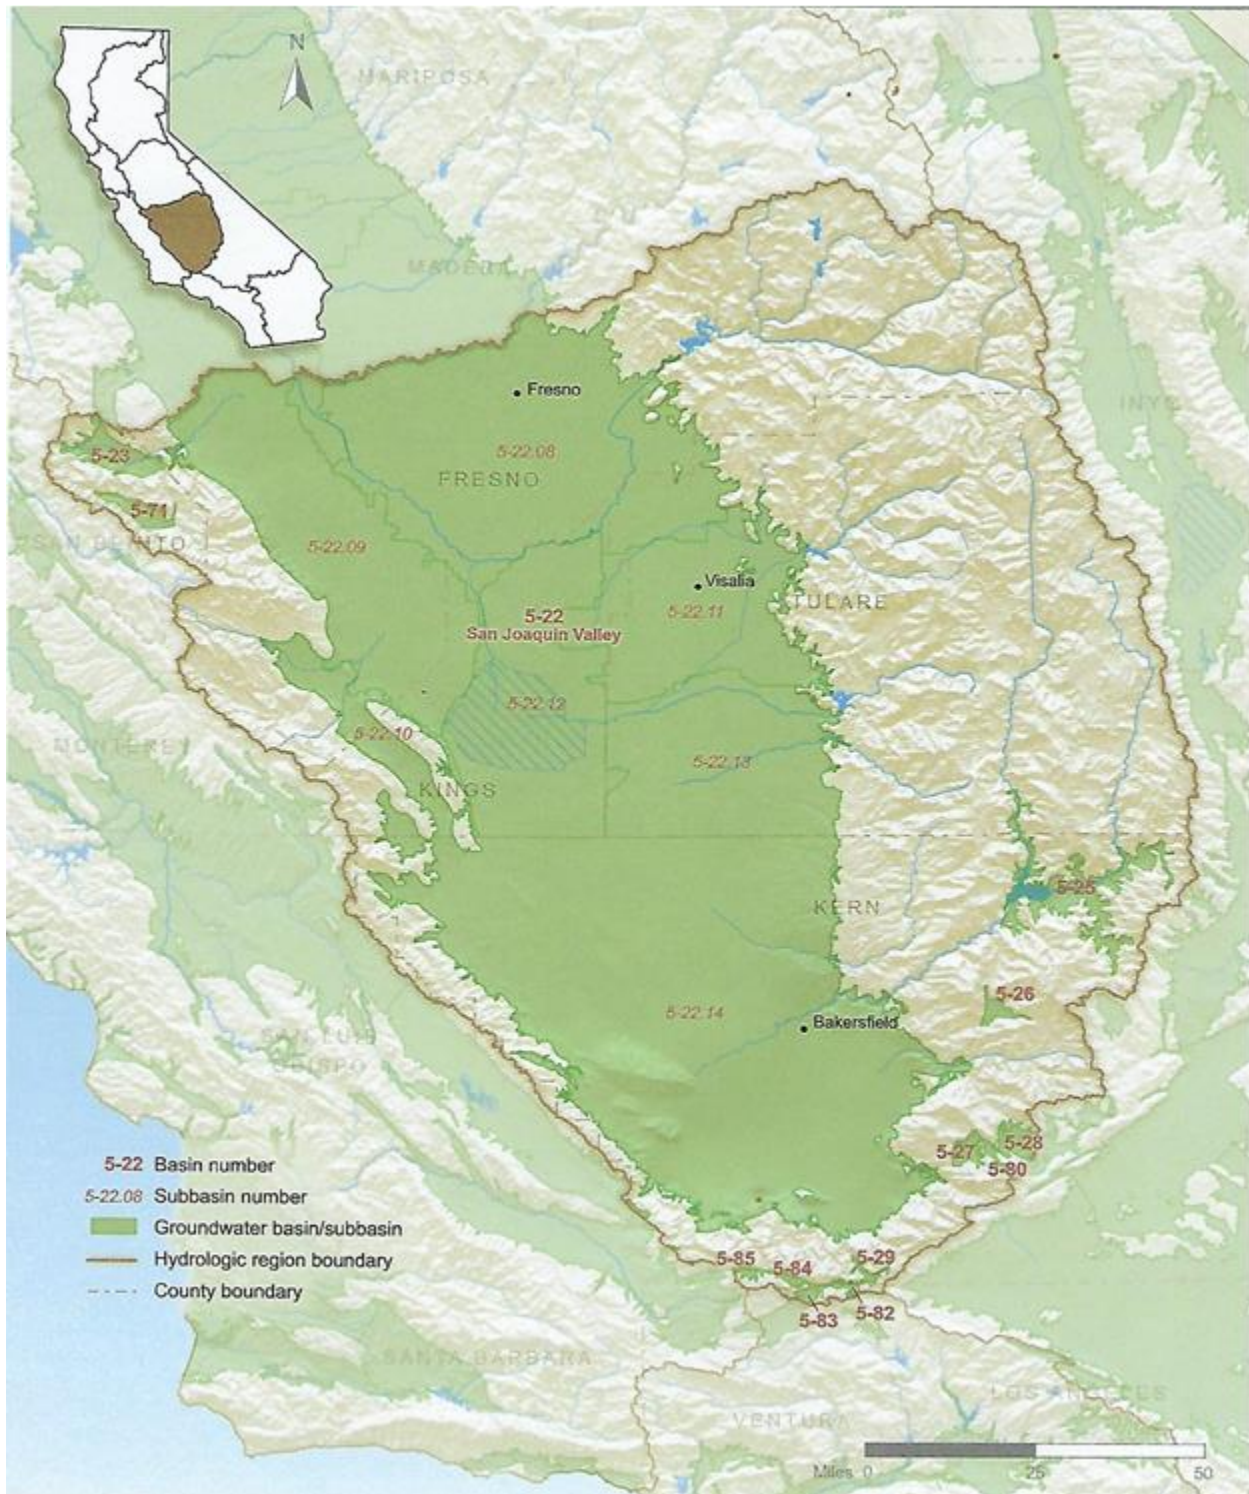 N
MARIPOSA
MADERA
Fresno
5-22.08
FRESNO
INYO
5-23
5-71
SAN BENITO
5-22.09
Visalia
5-22.11
TULARE
5-22
San Joaquin Valley
5-22.12
5-22.10
MONTEREY
5-22.13
KINGS
5-25
KERN
5-26
5-22.14
Bakersfield
SAN LUIS
OBISPO
5-28
5-27
5-80
5-22 Basin number
5-22.08 Subbasin number
Groundwater basin/subbasin
Hydrologic region boundary
County boundary
5-85
5-84
5-29
5-83
5-82
SANTA BARBARA
LOS ANGELES
VENTURA
Miles 0 25 50